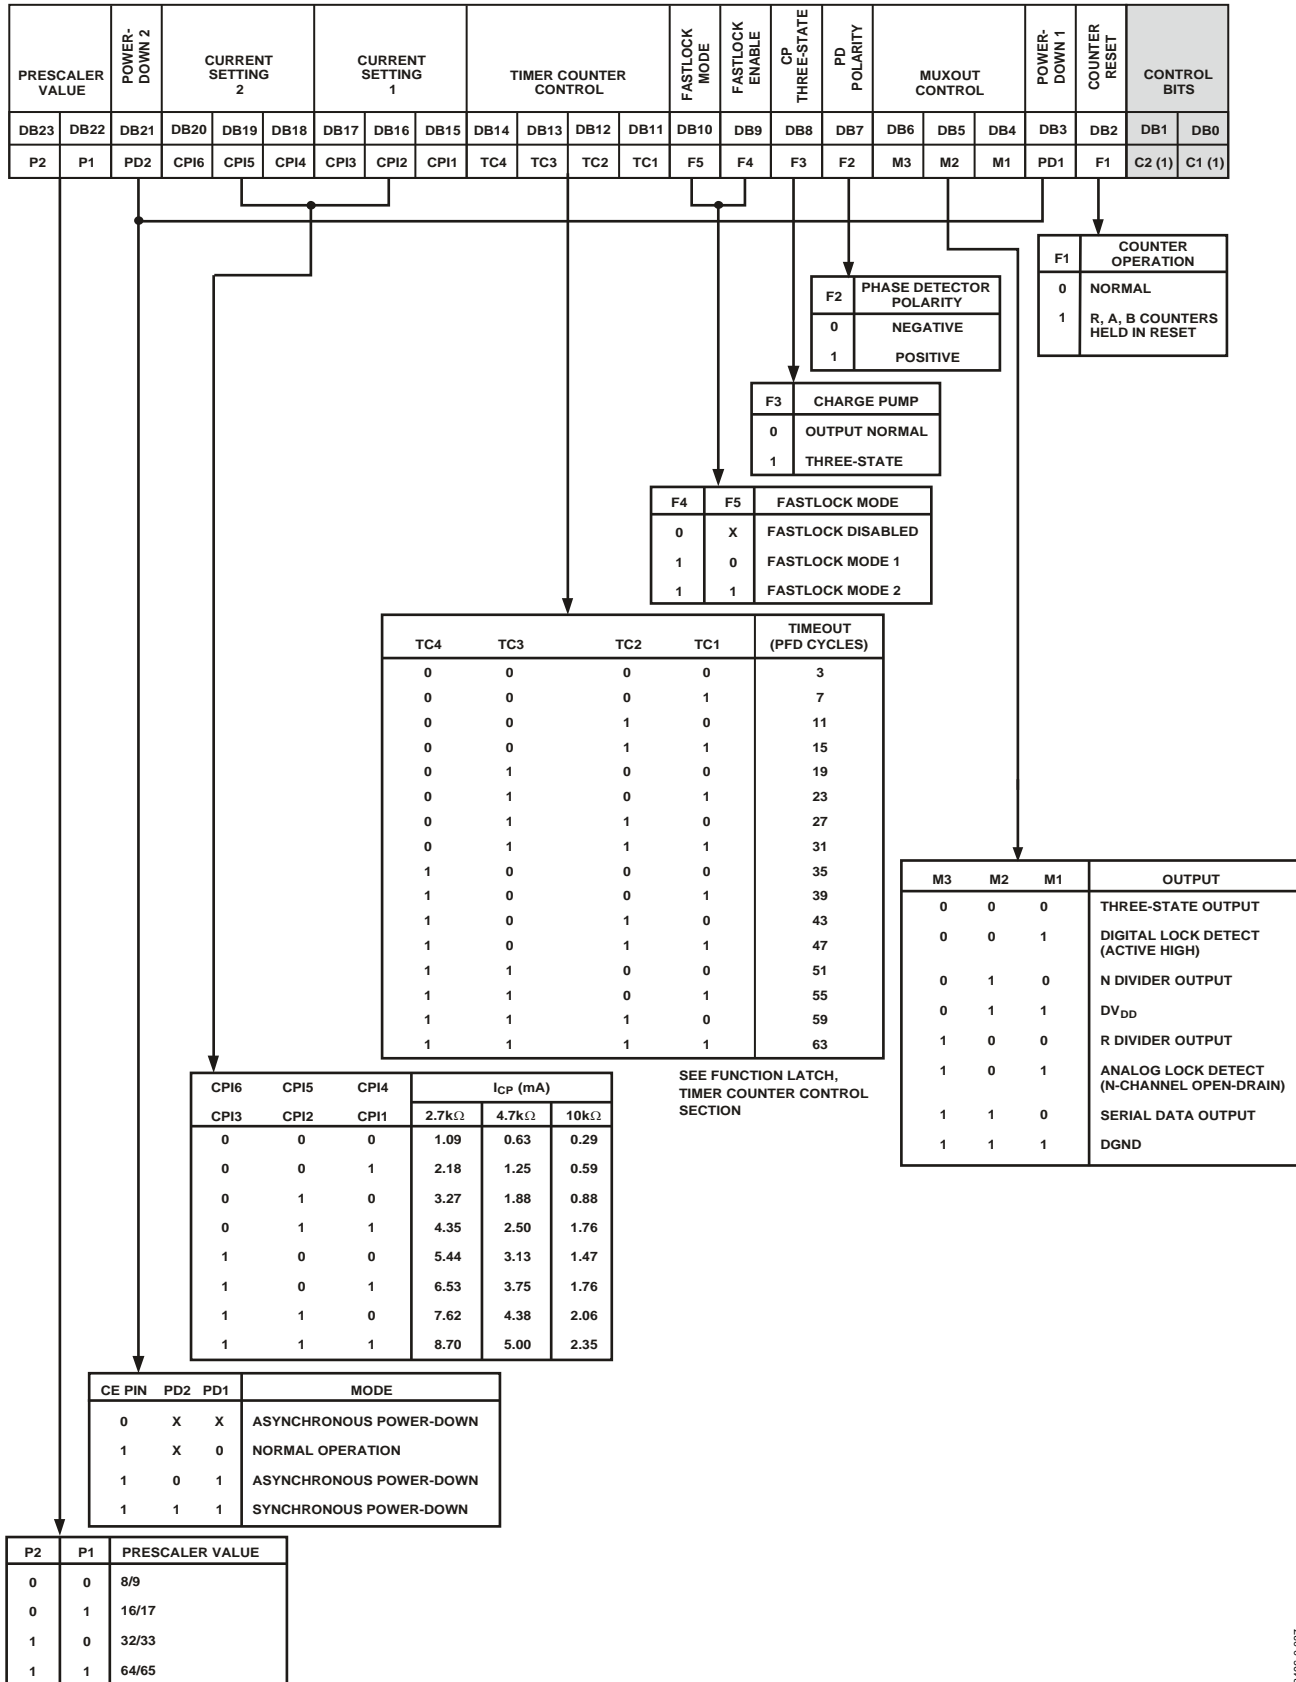 PRESCALER VALUE
POWER-DOWN 2
CURRENT SETTING 2
CURRENT SETTING 1
TIMER COUNTER CONTROL
FASTLOCK MODE
FASTLOCK ENABLE
CP THREE-STATE
PD POLARITY
MUXOUT CONTROL
POWER-DOWN 1
COUNTER RESET
CONTROL BITS
DB23 DB22 DB21 DB20 DB19 DB18 DB17 DB16 DB15 DB14 DB13 DB12 DB11 DB10 DB9 DB8 DB7 DB6 DB5 DB4 DB3 DB2 DB1 DB0
P2 P1 PD2 CPI6 CPI5 CPI4 CPI3 CPI2 CPI1 TC4 TC3 TC2 TC1 F5 F4 F3 F2 M3 M2 M1 PD1 F1 C2 (1) C1 (1)
F1 COUNTER OPERATION
0 NORMAL
1 R, A, B COUNTERS
HELD IN RESET
F2 PHASE DETECTOR POLARITY
0 NEGATIVE
1 POSITIVE
F3 CHARGE PUMP
0 OUTPUT NORMAL
1 THREE-STATE
F4 F5 FASTLOCK MODE
0 X FASTLOCK DISABLED
1 0 FASTLOCK MODE 1
1 1 FASTLOCK MODE 2
TC4 TC3 TC2 TC1 TIMEOUT (PFD CYCLES)
0 0 0 0 3
0 0 0 1 7
0 0 1 0 11
0 0 1 1 15
0 1 0 0 19
0 1 0 1 23
0 1 1 0 27
0 1 1 1 31
1 0 0 0 35
1 0 0 1 39
1 0 1 0 43
1 0 1 1 47
1 1 0 0 51
1 1 0 1 55
1 1 1 0 59
1 1 1 1 63
SEE FUNCTION LATCH,
TIMER COUNTER CONTROL
SECTION
M3 M2 M1 OUTPUT
0 0 0 THREE-STATE OUTPUT
0 0 1 DIGITAL LOCK DETECT
(ACTIVE HIGH)
0 1 0 N DIVIDER OUTPUT
0 1 1 DVDD
1 0 0 R DIVIDER OUTPUT
1 0 1 ANALOG LOCK DETECT
(N-CHANNEL OPEN-DRAIN)
1 1 0 SERIAL DATA OUTPUT
1 1 1 DGND
CPI6 CPI5 CPI4 ICP (mA)
CPI3 CPI2 CPI1 2.7kΩ 4.7kΩ 10kΩ
0 0 0 1.09 0.63 0.29
0 0 1 2.18 1.25 0.59
0 1 0 3.27 1.88 0.88
0 1 1 4.35 2.50 1.76
1 0 0 5.44 3.13 1.47
1 0 1 6.53 3.75 1.76
1 1 0 7.62 4.38 2.06
1 1 1 8.70 5.00 2.35
CE PIN PD2 PD1 MODE
0 X X ASYNCHRONOUS POWER-DOWN
1 X 0 NORMAL OPERATION
1 0 1 ASYNCHRONOUS POWER-DOWN
1 1 1 SYNCHRONOUS POWER-DOWN
P2 P1 PRESCALER VALUE
0 0 8/9
0 1 16/17
1 0 32/33
1 1 64/65